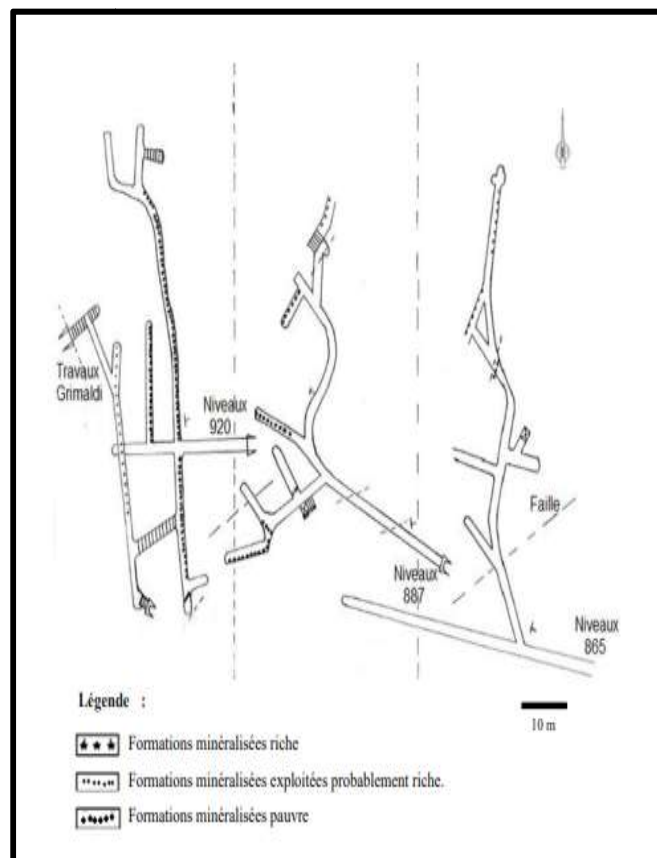 Travaux
Grimaldi
Niveaux
920
Niveaux
887
Faille
Niveaux
865
Légende :
10 m
Formations minéralisées riche
Formations minéralisées exploitées probablement riche.
Formations minéralisées pauvre